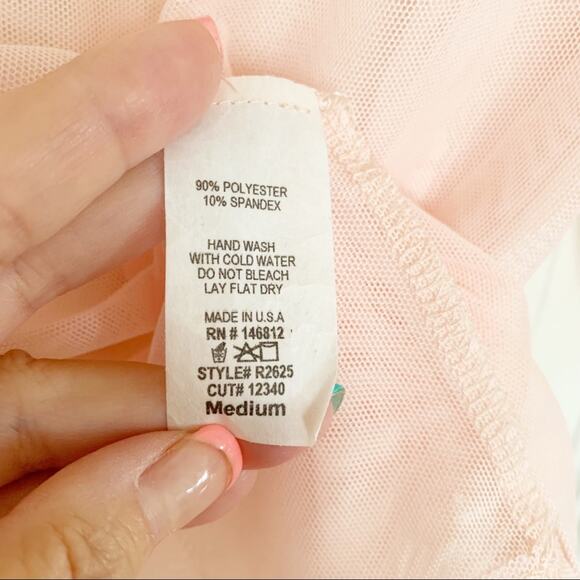 90% POLYESTER
10% SPANDEX
HAND WASH
WITH COLD WATER
DO NOT BLEACH
LAY FLAT DRY
MADE IN U.S.A
RN # 146812
STYLE# R2625
CUT# 12340
Medium